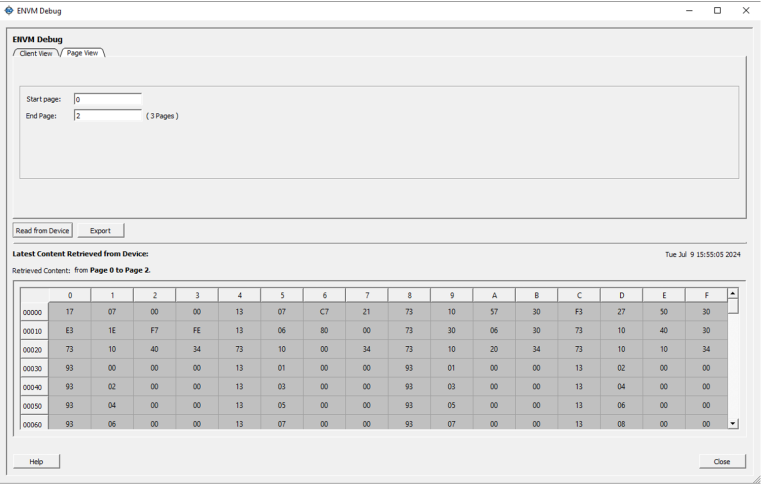 ENVM Debug
ENVM Debug
Client View Page View
Start page: 0
End Page: 2 ( 3 Pages )
Read from Device Export
Latest Content Retrieved from Device: Tue Jul 9 15:55:05 2024
Retrieved Content: from Page 0 to Page 2.
0 1 2 3 4 5 6 7 8 9 A B C D E F
00000 17 07 00 00 13 07 C7 21 73 10 57 30 F3 27 50 30
00010 E3 1E F7 FE 13 06 80 00 73 30 06 30 73 10 40 30
00020 73 10 40 34 73 10 00 34 73 10 20 34 73 10 10 34
00030 93 00 00 00 13 01 00 00 93 01 00 00 13 02 00 00
00040 93 02 00 00 13 03 00 00 93 03 00 00 13 04 00 00
00050 93 04 00 00 13 05 00 00 93 05 00 00 13 06 00 00
00060 93 06 00 00 13 07 00 00 93 07 00 00 13 08 00 00
Help Close